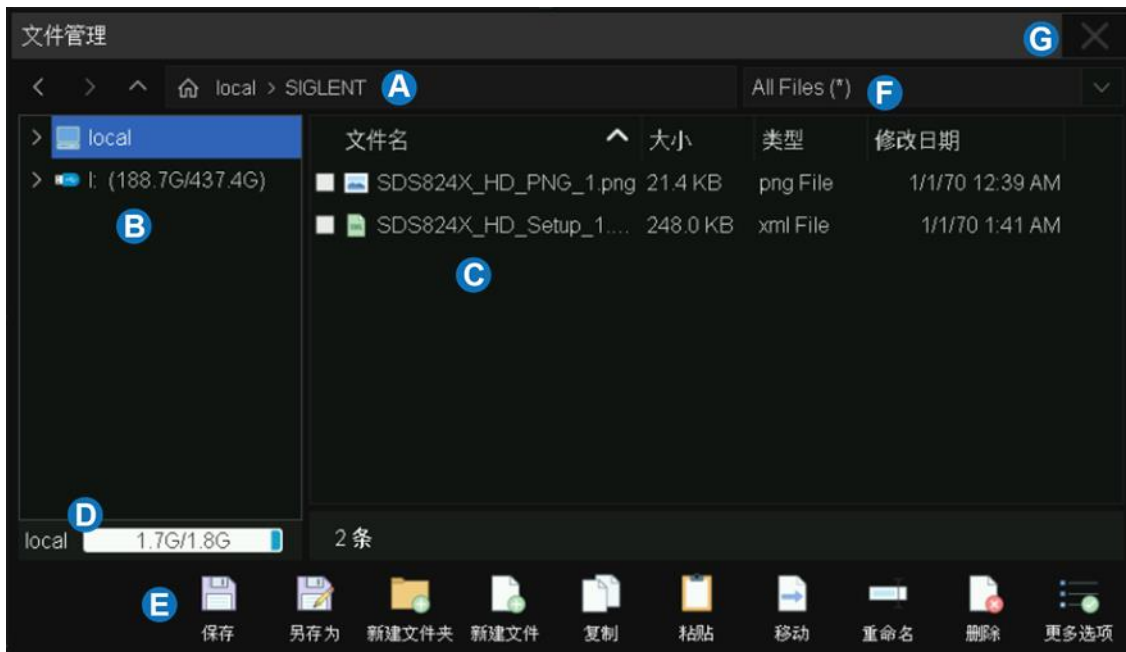 文件管理
G
local > SIGLENT A All Files (*) F
local 文件名 大小 类型 修改日期
I: (188.7G/437.4G) SDS824X_HD_PNG_1.png 21.4 KB png File 1/1/70 12:39 AM
B SDS824X_HD_Setup_1.... 248.0 KB xml File 1/1/70 1:41 AM
C
D
local 1.7G/1.8G 2 条
E
保存 另存为 新建文件夹 新建文件 复制 粘贴 移动 重命名 删除 更多选项